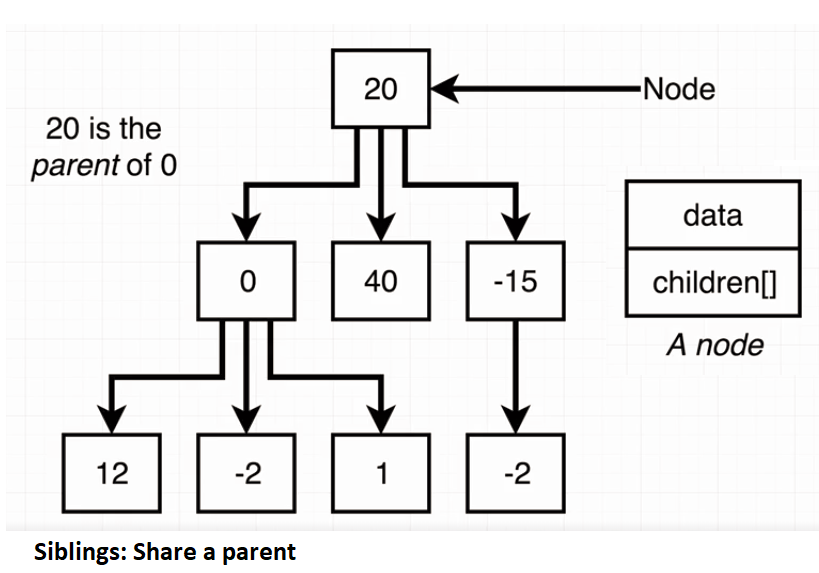 20
Node
20 is the
parent of 0
data
0
40
-15
children[]
A node
12
-2
1
-2
Siblings: Share a parent